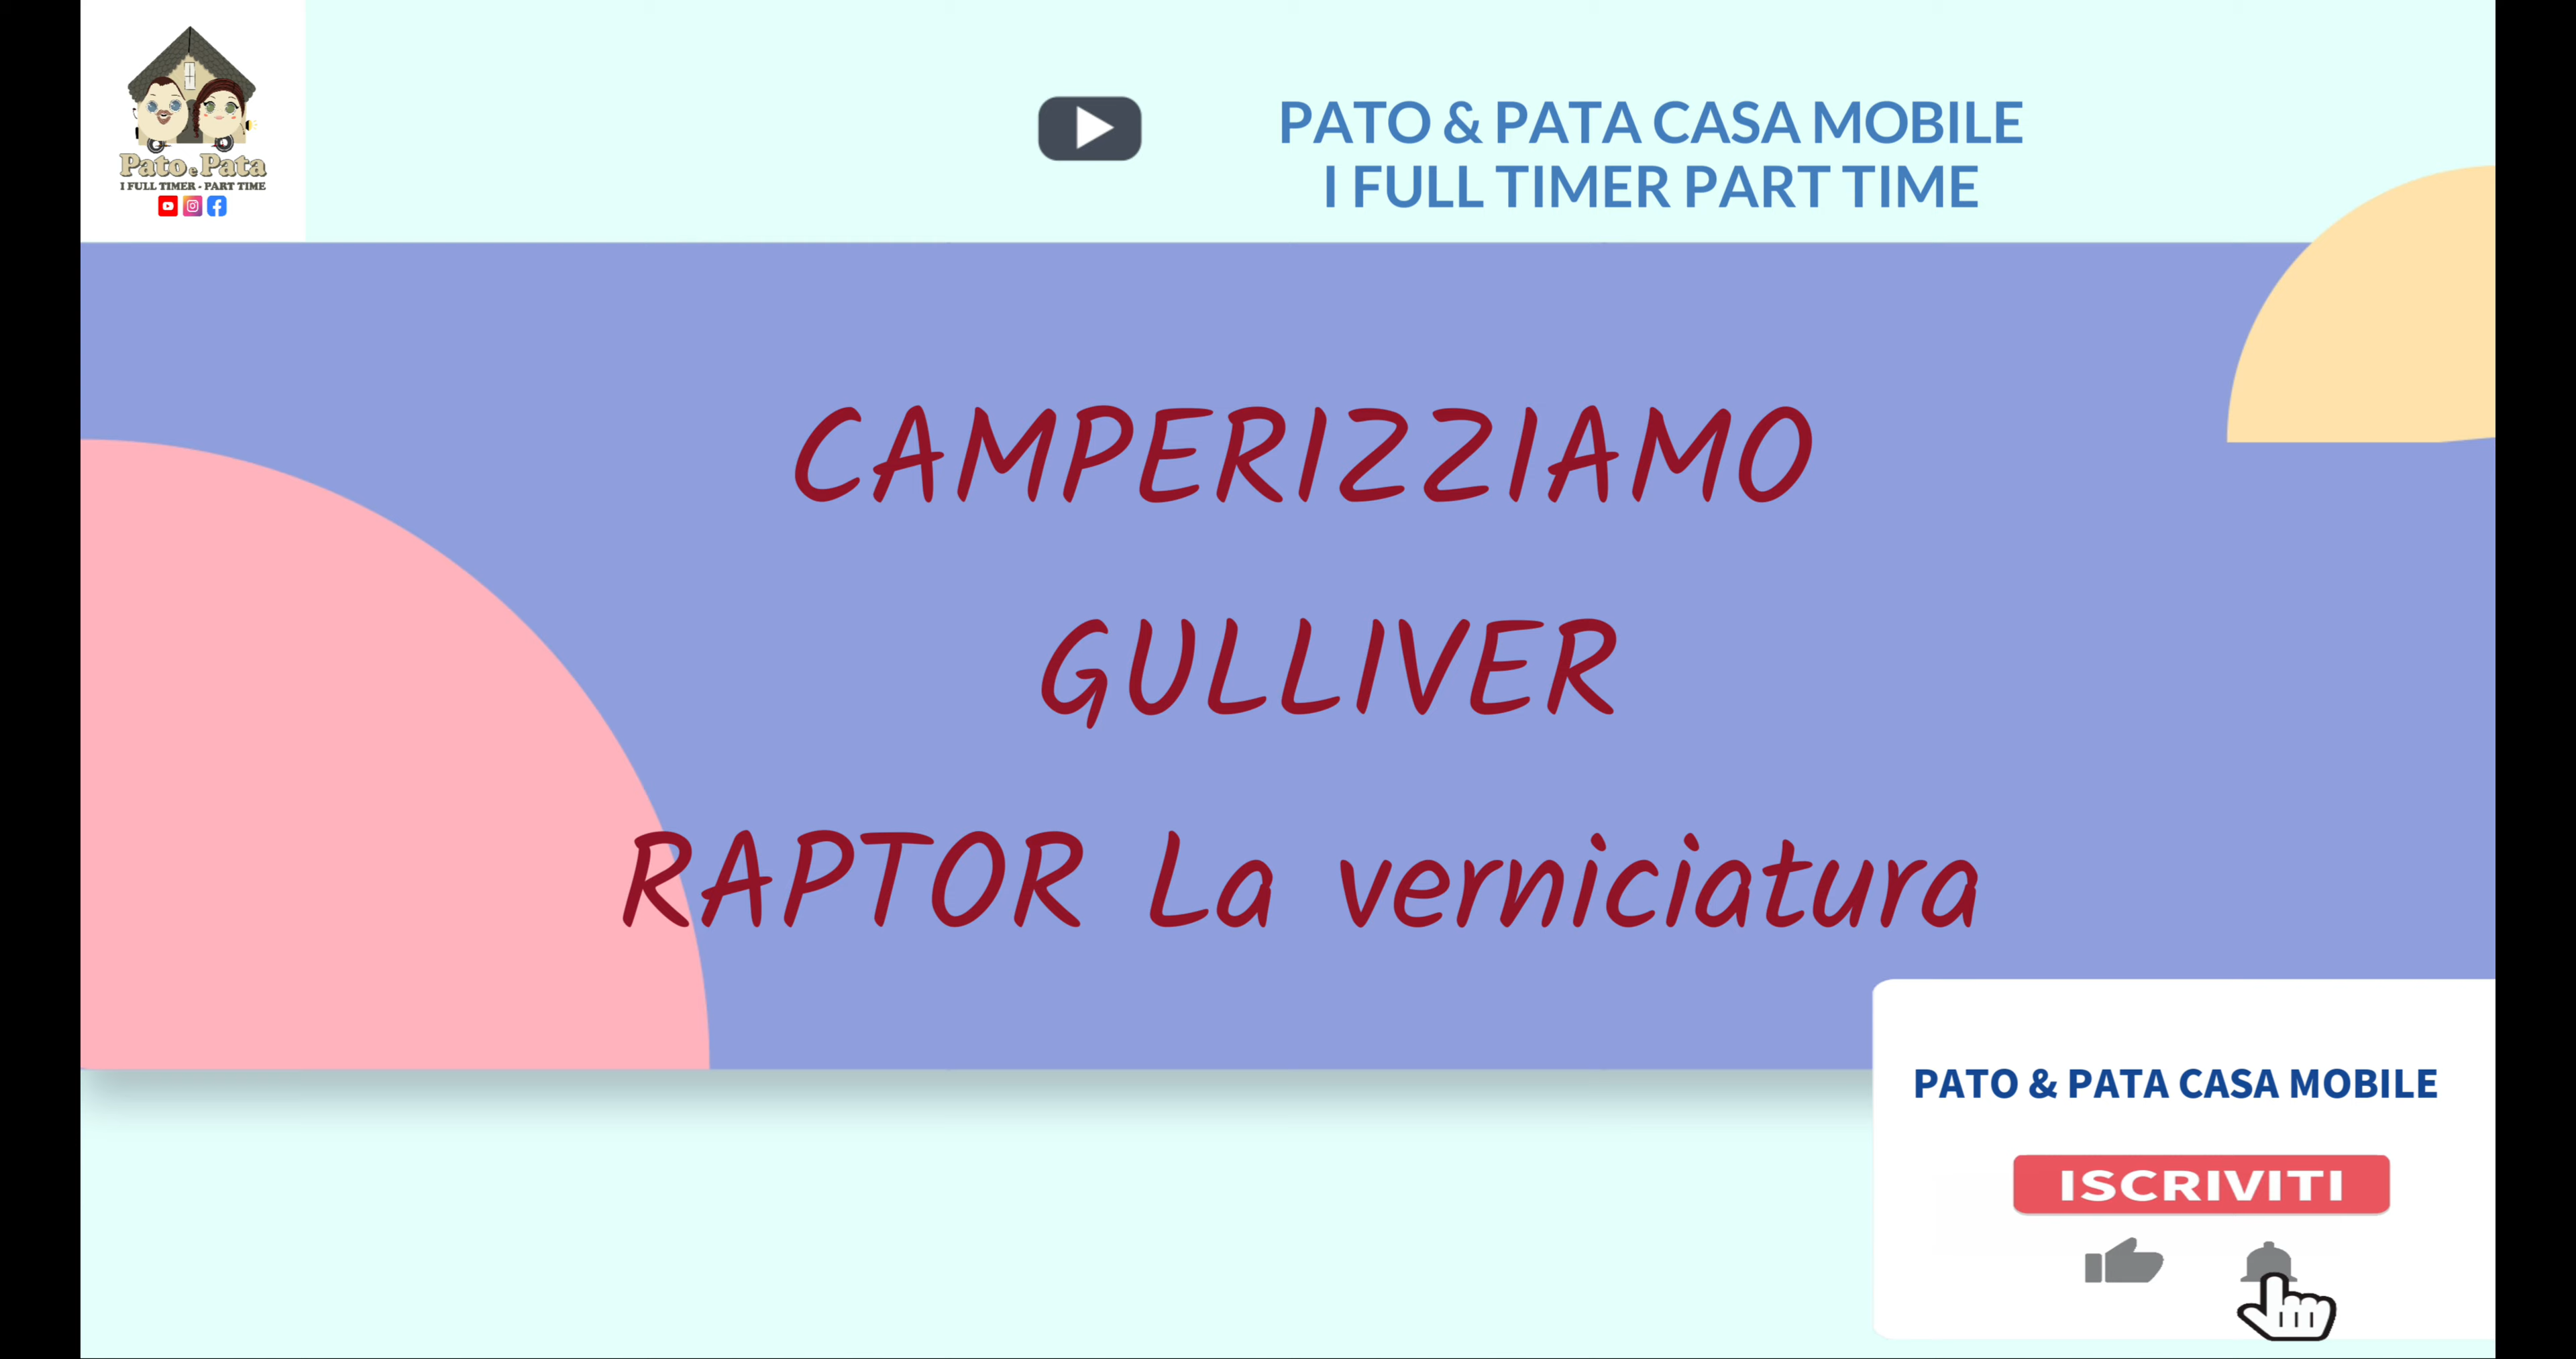 Pato e Pata
I FULL TIMER - PART TIME
PATO & PATA CASA MOBILE
I FULL TIMER PART TIME
CAMPERIZZIAMO
GULLIVER
RAPTOR La verniciatura
PATO & PATA CASA MOBILE
ISCRIVITI